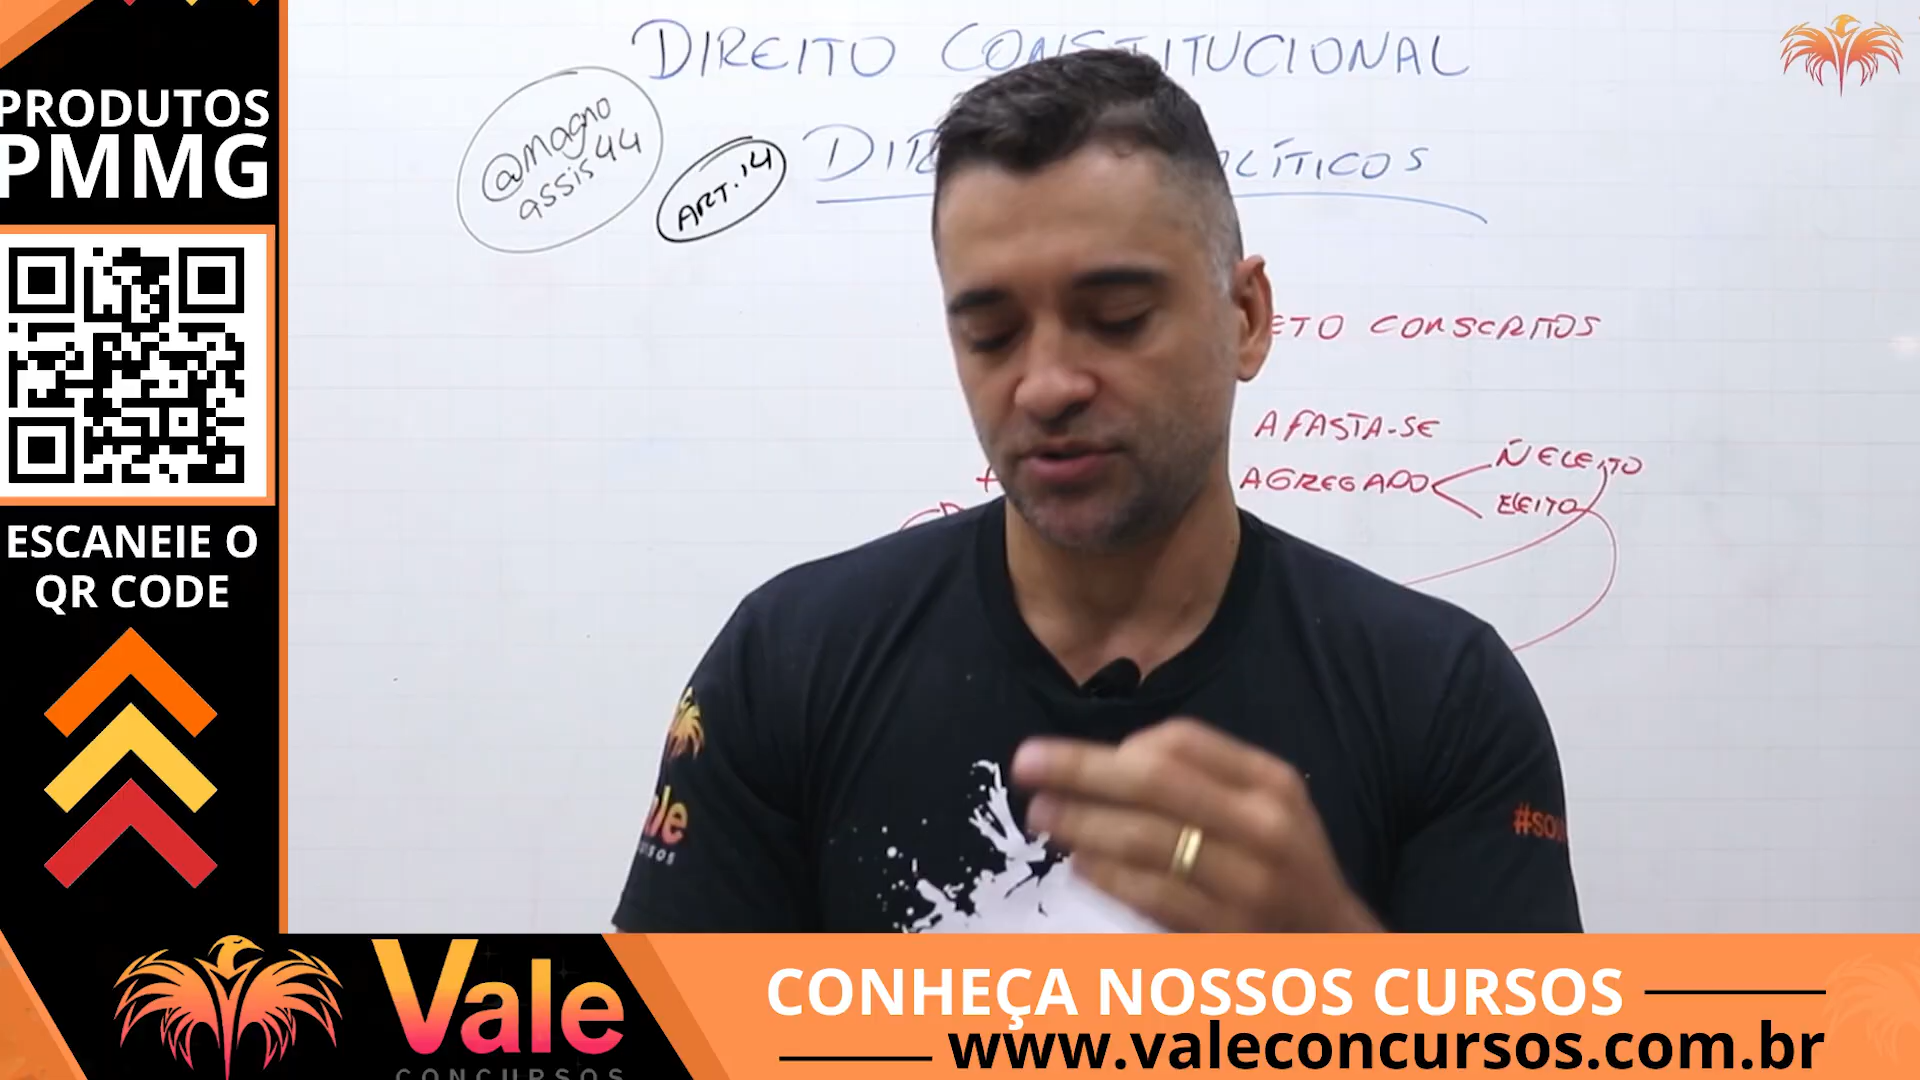 PRODUTOS
PMMG
ESCANEIE O
QR CODE
DIREITO CONSTITUCIONAL
@magno
assis44
ART. 14
POLÍTICOS
CONSCRITOS
AFASTA-SE
AGREGADO
Ñ ELEITO
ELEITO
Vale
CONCURSOS
CONHEÇA NOSSOS CURSOS
www.valeconcursos.com.br